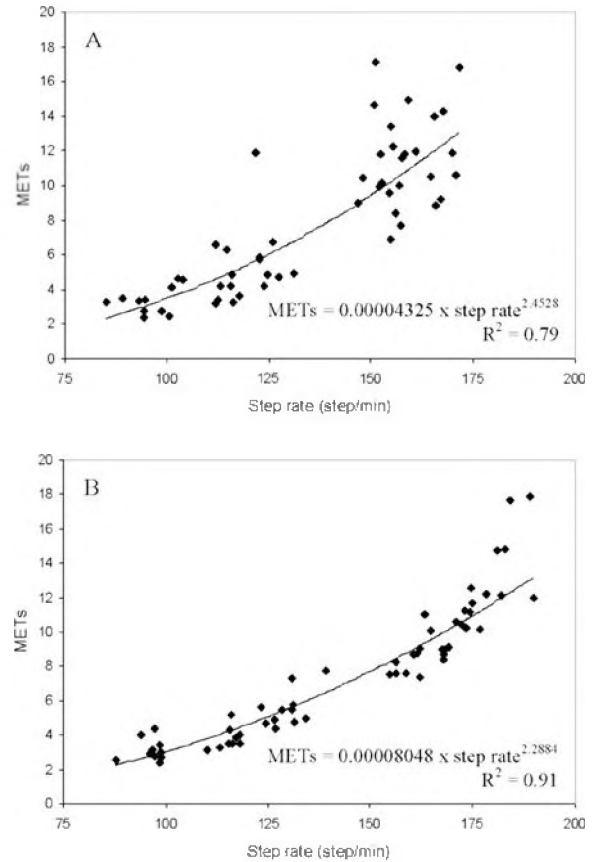 A
20
18
16
14
12
10
8
6
4
2
0
METs
METs = 0.00004325 x step rate^2.4528
R² = 0.79
75 100 125 150 175 200
Step rate (step/min)
B
20
18
16
14
12
10
8
6
4
2
0
METs
METs = 0.00008048 x step rate^2.2884
R² = 0.91
75 100 125 150 175 200
Step rate (step/min)